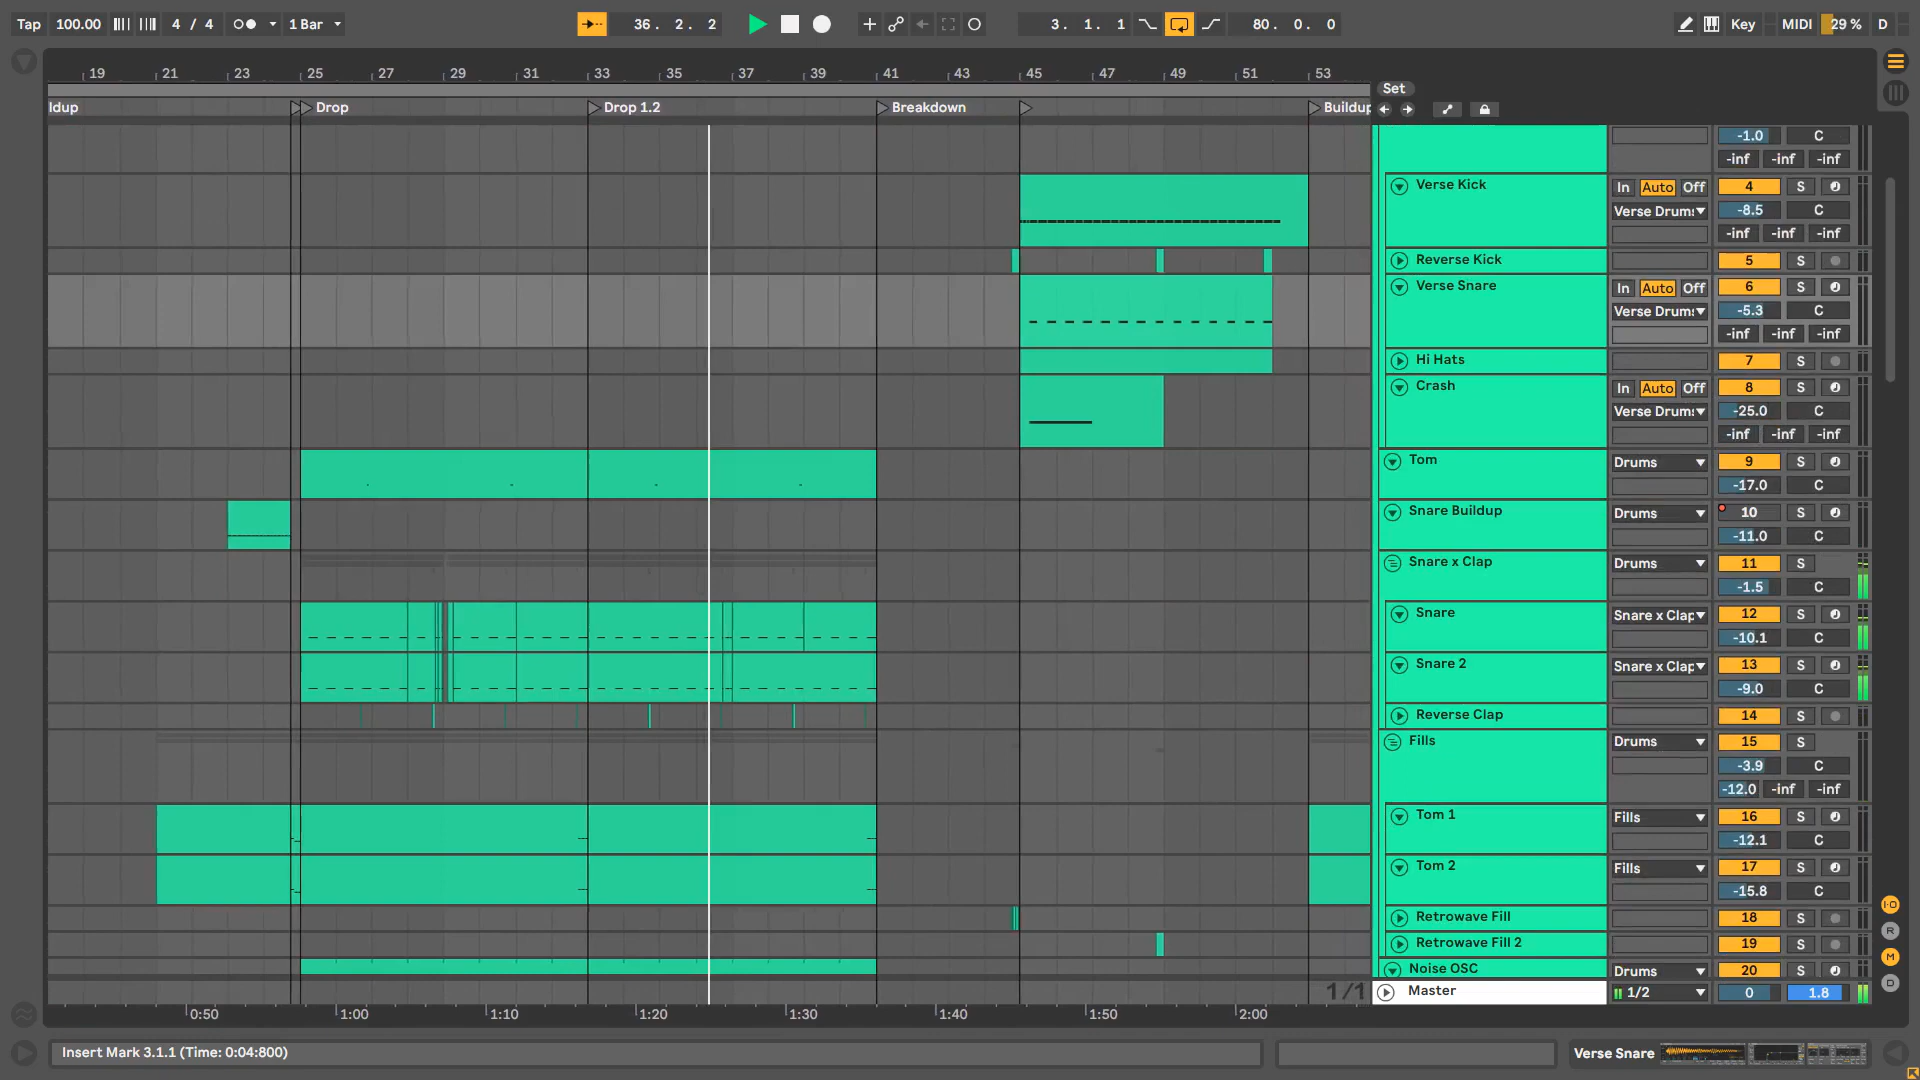 Tap 100.00 4 / 4 1 Bar 36. 2. 2 3. 1. 1 80. 0. 0 Key MIDI 29 % D
19 21 23 25 27 29 31 33 35 37 39 41 43 45 47 49 51 53
Set
ldup Drop Drop 1.2 Breakdown Buildup
-1.0 C
-inf -inf -inf
Verse Kick In Auto Off 4 S
Verse Drums -8.5 C
-inf -inf -inf
Reverse Kick 5 S
Verse Snare In Auto Off 6 S
Verse Drums -5.3 C
-inf -inf -inf
Hi Hats 7 S
Crash In Auto Off 8 S
Verse Drums -25.0 C
-inf -inf -inf
Tom Drums 9 S
-17.0 C
Snare Buildup Drums 10 S
-11.0 C
Snare x Clap Drums 11 S
-1.5 C
Snare Snare x Clap 12 S
-10.1 C
Snare 2 Snare x Clap 13 S
-9.0 C
Reverse Clap 14 S
Fills Drums 15 S
-3.9 C
-12.0 -inf -inf
Tom 1 Fills 16 S
-12.1 C
Tom 2 Fills 17 S
-15.8 C
Retrowave Fill 18 S
Retrowave Fill 2 19 S
Noise OSC Drums 20 S
1/1 Master 1/2 0 1.8
I·O
R
M
D
0:50 1:00 1:10 1:20 1:30 1:40 1:50 2:00
Insert Mark 3.1.1 (Time: 0:04:800) Verse Snare